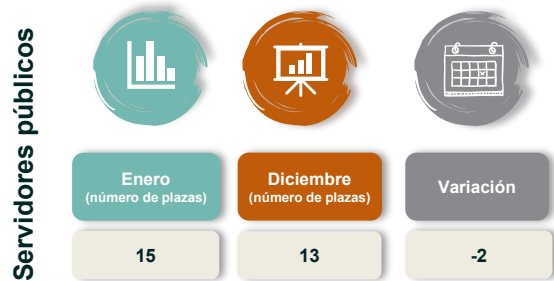 Servidores públicos
Enero
(número de plazas)
Diciembre
(número de plazas)
Variación
15
13
-2